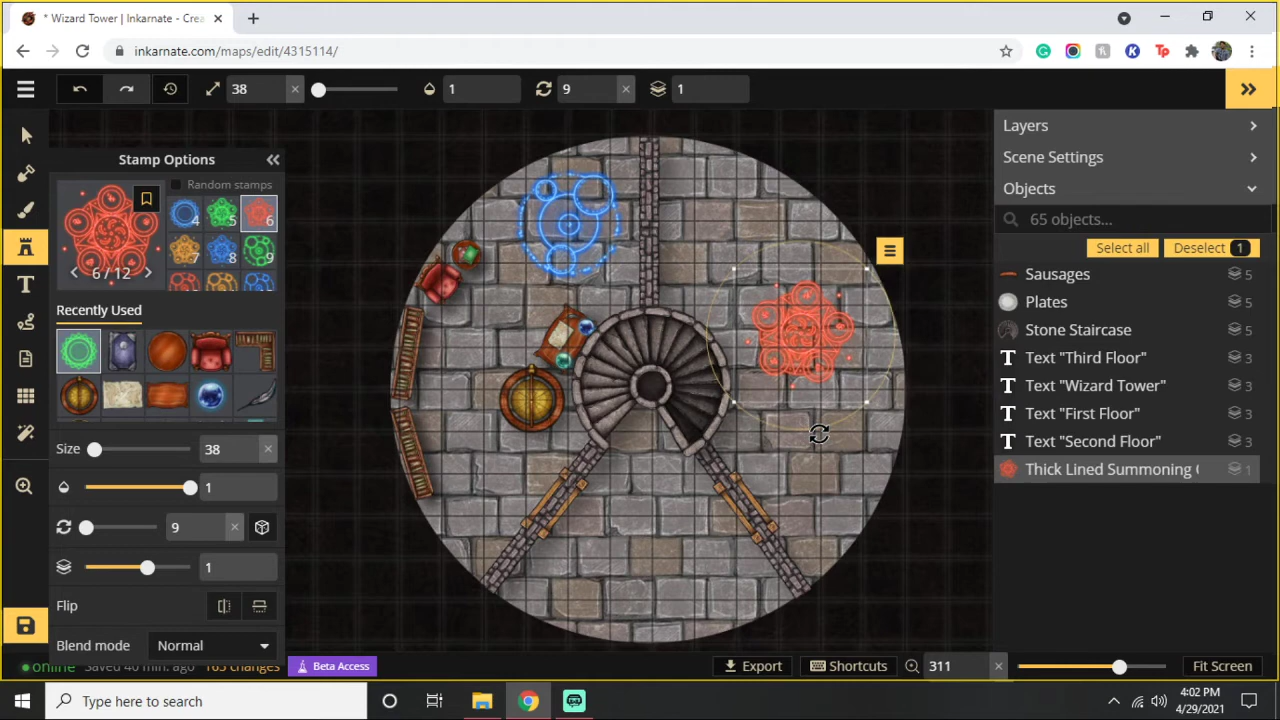 * Wizard Tower | Inkarnate - Crea
inkarnate.com/maps/edit/4315114/
38 1 9 1
Stamp Options
Random stamps
4 5 6
6 / 12
7 8 9
Recently Used
Size 38
1
9
1
Flip
Blend mode Normal
online Saved 40 min. ago 165 changes
Beta Access
Layers
Scene Settings
Objects
65 objects...
Select all Deselect 1
Sausages 5
Plates 5
Stone Staircase 5
T Text "Third Floor" 3
T Text "Wizard Tower" 3
T Text "First Floor" 3
T Text "Second Floor" 3
Thick Lined Summoning 1
Export Shortcuts 311 Fit Screen
Type here to search
4:02 PM
4/29/2021